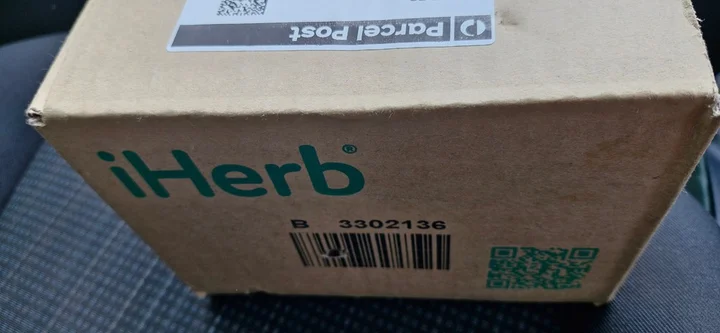 Parcel Post
iHerb®
B 3302136